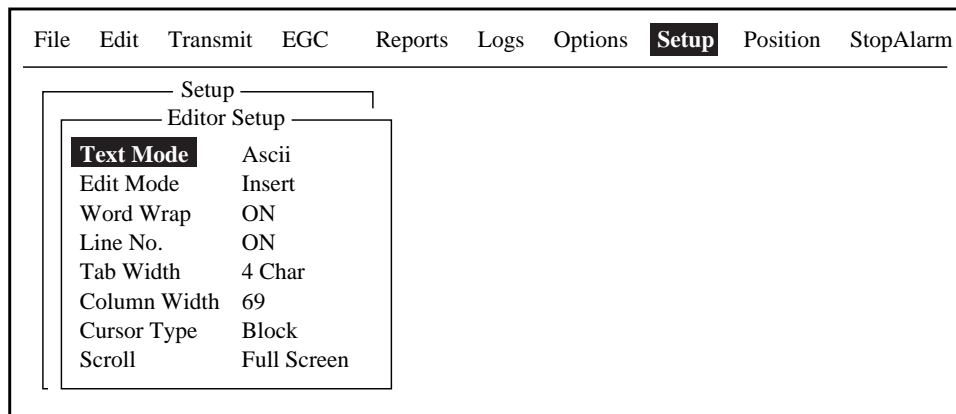 File Edit Transmit EGC Reports Logs Options Setup Position StopAlarm
Setup
Editor Setup
Text Mode Ascii
Edit Mode Insert
Word Wrap ON
Line No. ON
Tab Width 4 Char
Column Width 69
Cursor Type Block
Scroll Full Screen